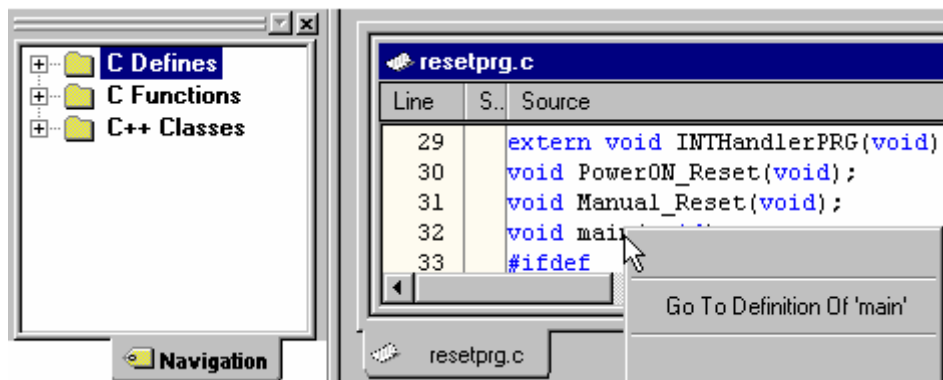 C Defines
C Functions
C++ Classes
Navigation
resetprg.c
Line S.. Source
29 extern void INTHandlerPRG(void)
30 void PowerON_Reset(void);
31 void Manual_Reset(void);
32 void main
33 #ifdef
Go To Definition Of 'main'
resetprg.c